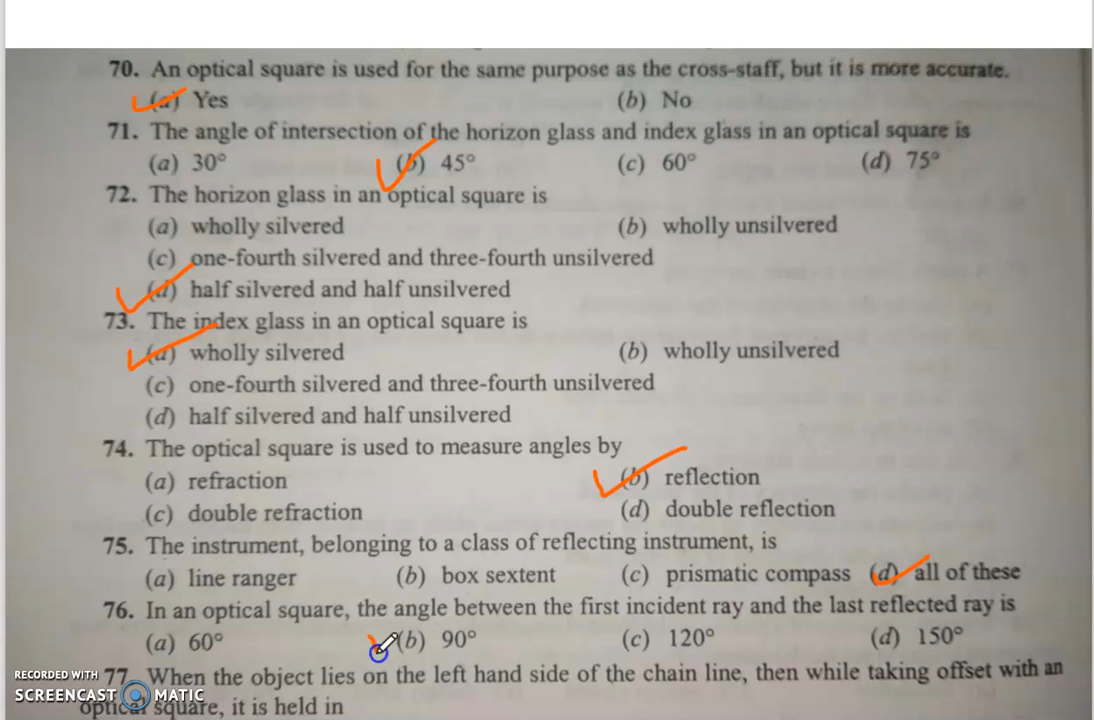 70. An optical square is used for the same purpose as the cross-staff, but it is more accurate.
(a) Yes (b) No
71. The angle of intersection of the horizon glass and index glass in an optical square is
(a) 30° (b) 45° (c) 60° (d) 75°
72. The horizon glass in an optical square is
(a) wholly silvered (b) wholly unsilvered
(c) one-fourth silvered and three-fourth unsilvered
(d) half silvered and half unsilvered
73. The index glass in an optical square is
(a) wholly silvered (b) wholly unsilvered
(c) one-fourth silvered and three-fourth unsilvered
(d) half silvered and half unsilvered
74. The optical square is used to measure angles by
(a) refraction (b) reflection
(c) double refraction (d) double reflection
75. The instrument, belonging to a class of reflecting instrument, is
(a) line ranger (b) box sextent (c) prismatic compass (d) all of these
76. In an optical square, the angle between the first incident ray and the last reflected ray is
(a) 60° (b) 90° (c) 120° (d) 150°
77. When the object lies on the left hand side of the chain line, then while taking offset with an
optical square, it is held in
RECORDED WITH
SCREENCAST MATIC